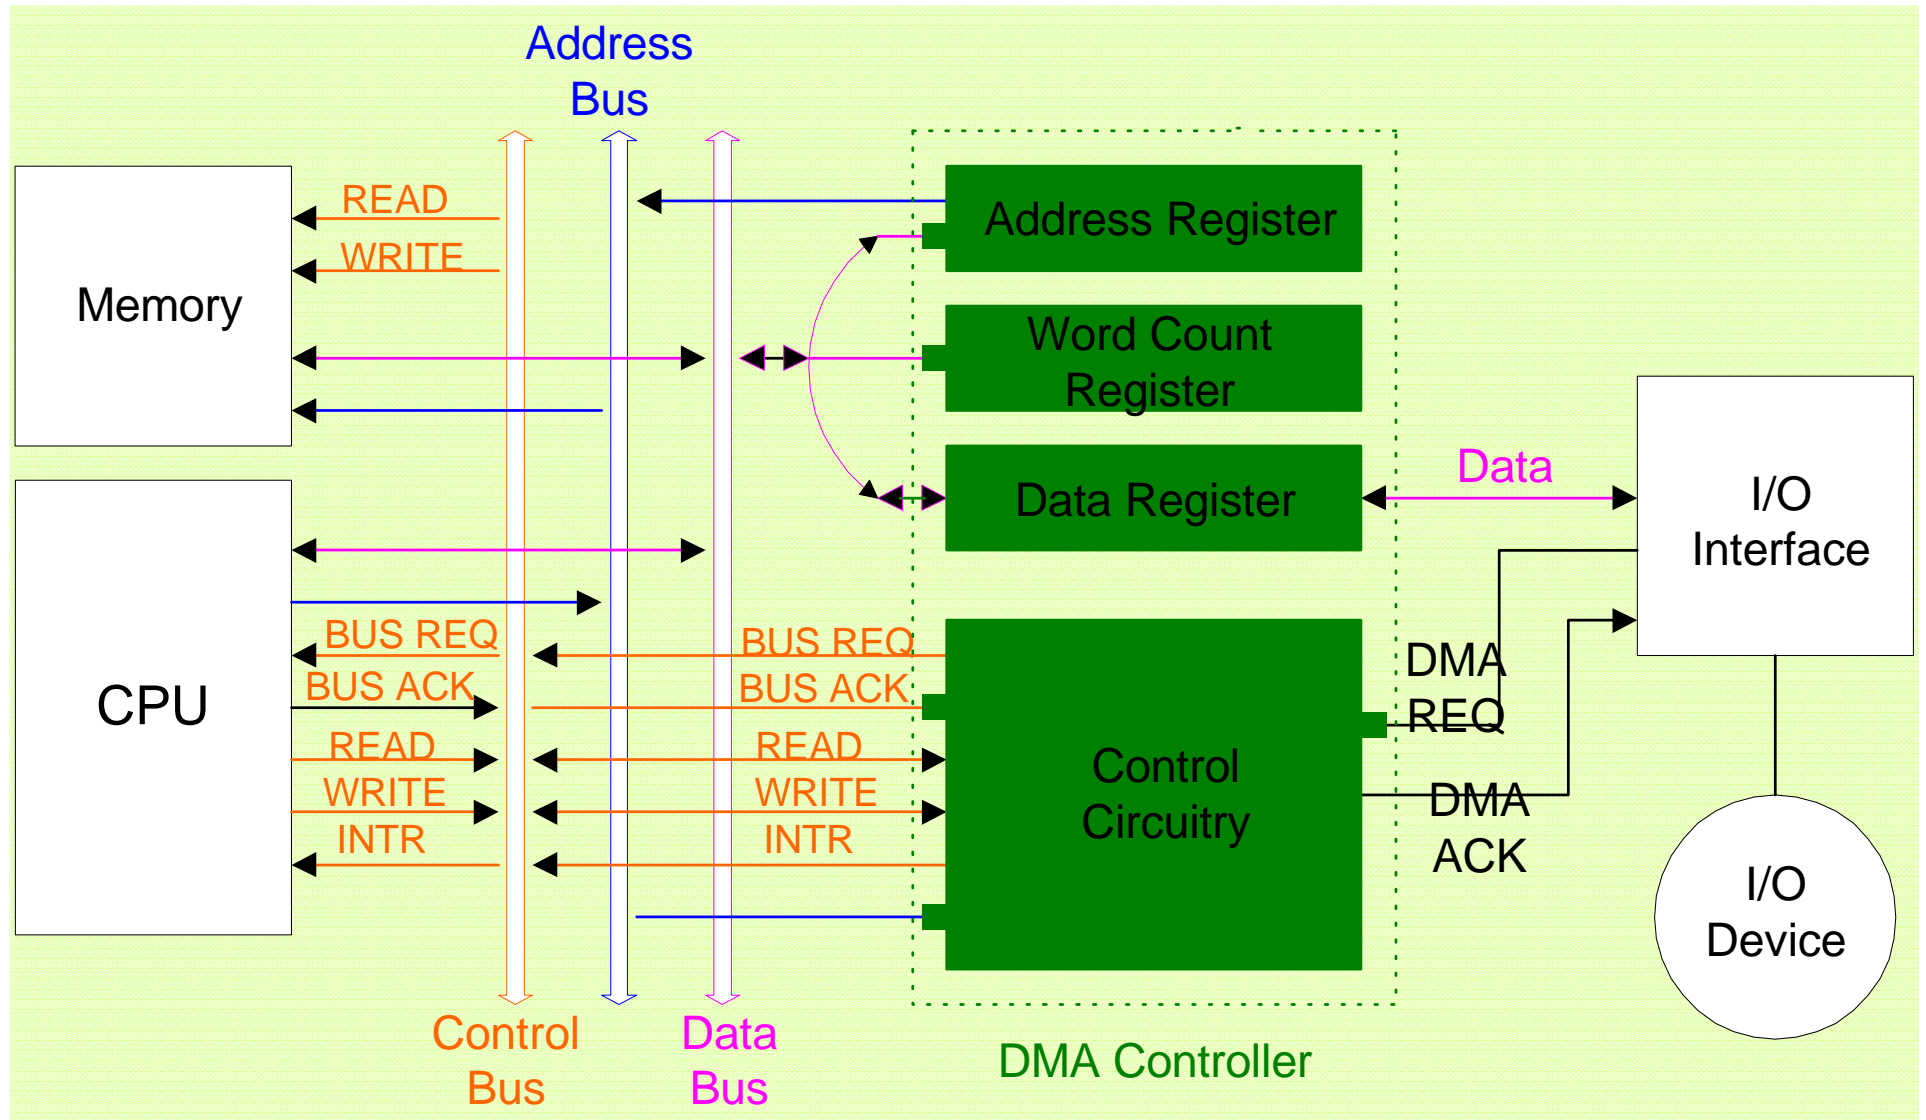 Address
Bus
READ
WRITE
Memory
Address Register
Word Count
Register
Data Register
Data
I/O
Interface
CPU
BUS REQ
BUS ACK
READ
WRITE
INTR
BUS REQ
BUS ACK
READ
WRITE
INTR
Control
Circuitry
DMA
REQ
DMA
ACK
I/O
Device
Control
Bus
Data
Bus
DMA Controller